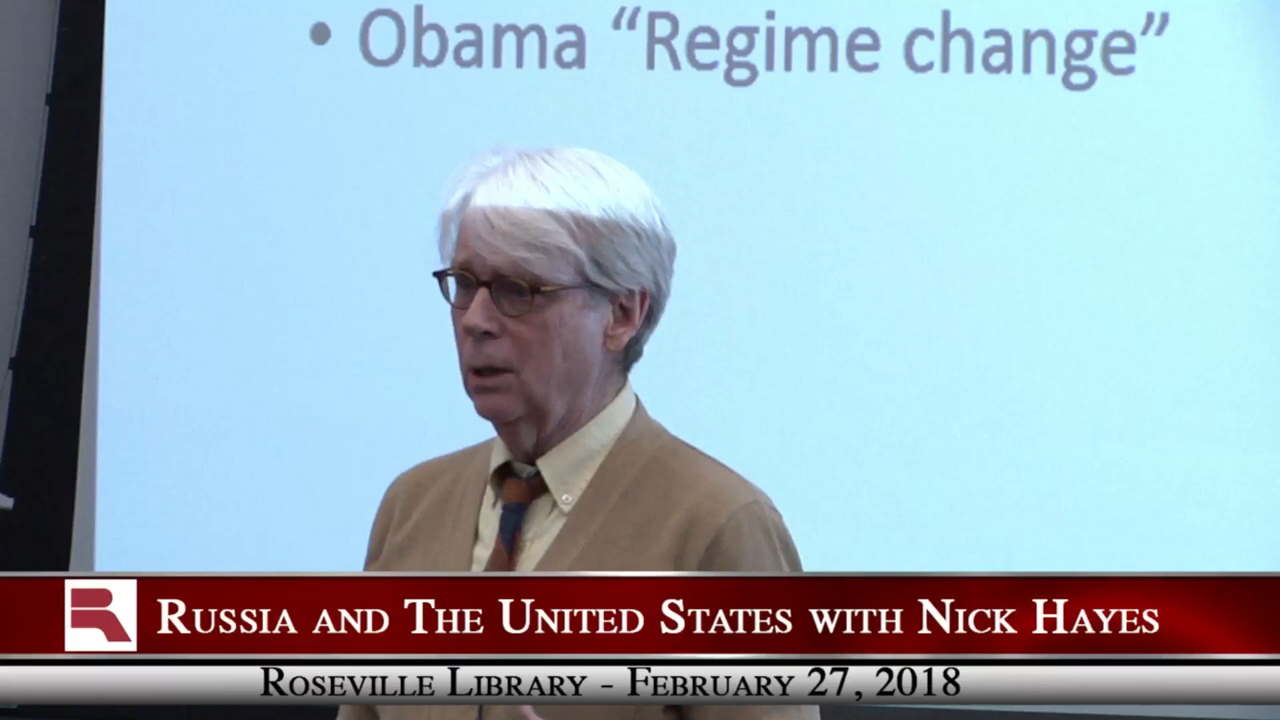 • Obama “Regime change”
Russia and The United States with Nick Hayes
Roseville Library - February 27, 2018